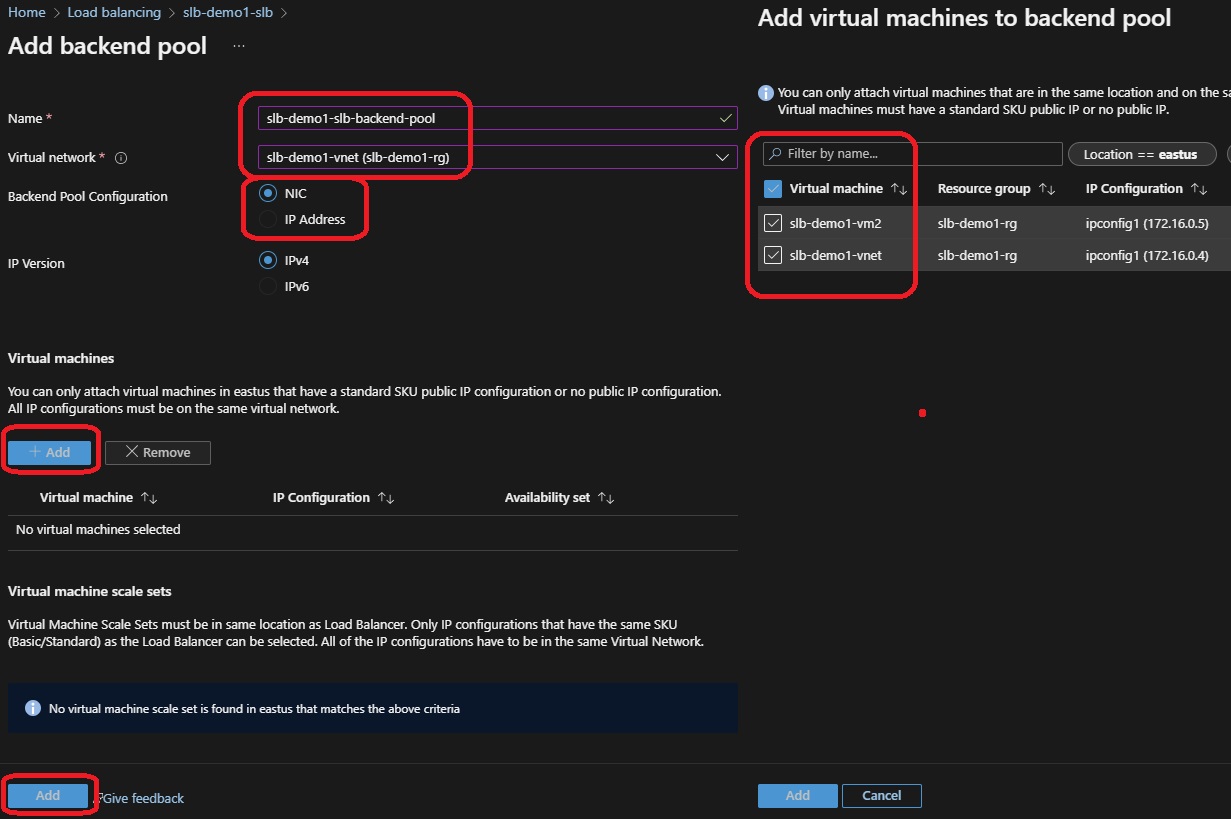 Home > Load balancing > slb-demo1-slb >
Add backend pool ...
Name *
slb-demo1-slb-backend-pool
Virtual network *
slb-demo1-vnet (slb-demo1-rg)
Backend Pool Configuration
NIC
IP Address
IP Version
IPv4
IPv6
Virtual machines
You can only attach virtual machines in eastus that have a standard SKU public IP configuration or no public IP configuration.
All IP configurations must be on the same virtual network.
+ Add
Remove
Virtual machine ↑↓ IP Configuration ↑↓ Availability set ↑↓
No virtual machines selected
Virtual machine scale sets
Virtual Machine Scale Sets must be in same location as Load Balancer. Only IP configurations that have the same SKU
(Basic/Standard) as the Load Balancer can be selected. All of the IP configurations have to be in the same Virtual Network.
No virtual machine scale set is found in eastus that matches the above criteria
Add
Give feedback
Add virtual machines to backend pool
You can only attach virtual machines that are in the same location and on the sa
Virtual machines must have a standard SKU public IP or no public IP.
Filter by name...
Location == eastus
Virtual machine ↑↓ Resource group ↑↓ IP Configuration ↑↓
slb-demo1-vm2 slb-demo1-rg ipconfig1 (172.16.0.5)
slb-demo1-vnet slb-demo1-rg ipconfig1 (172.16.0.4)
Add
Cancel